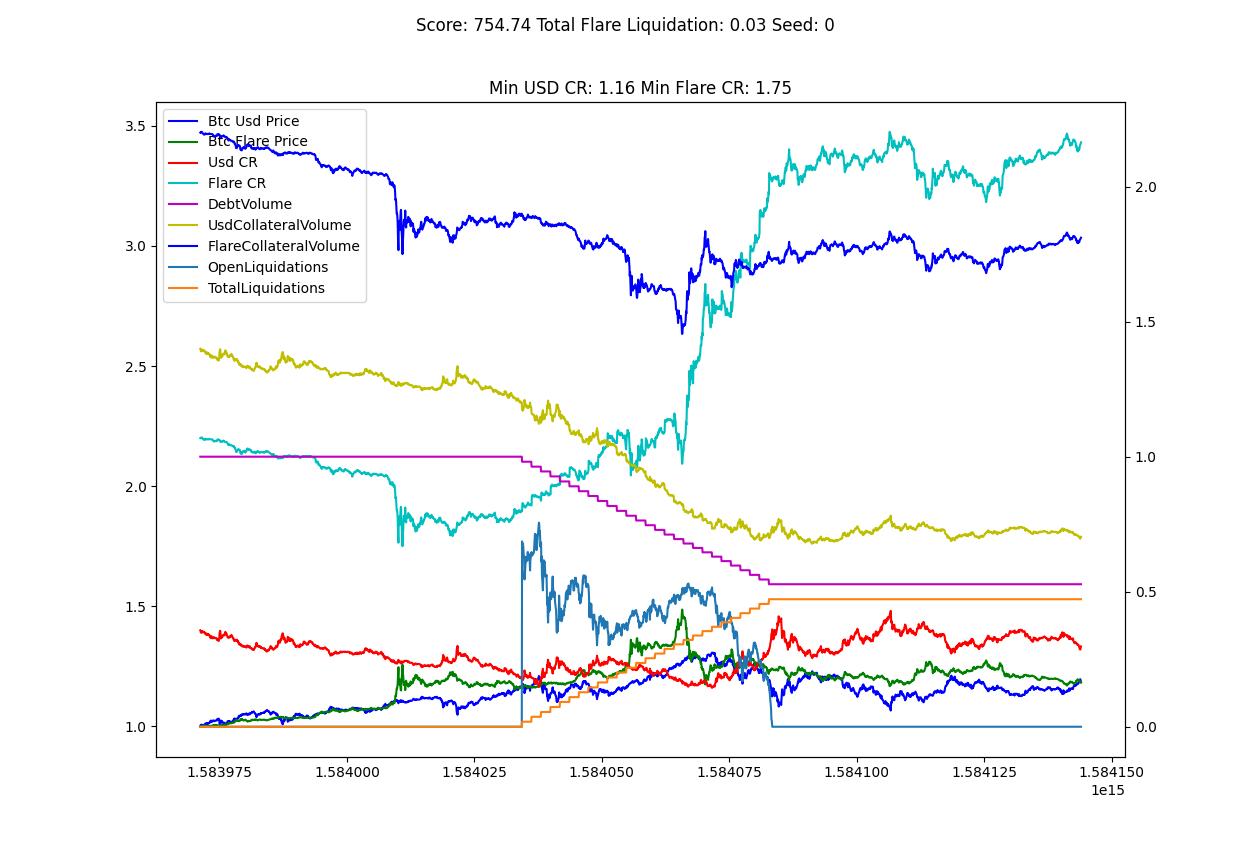 Score: 754.74 Total Flare Liquidation: 0.03 Seed: 0
Min USD CR: 1.16 Min Flare CR: 1.75
3.5
3.0
2.5
2.0
1.5
1.0
Btc Usd Price
Btc Flare Price
Usd CR
Flare CR
DebtVolume
UsdCollateralVolume
FlareCollateralVolume
OpenLiquidations
TotalLiquidations
2.0
1.5
1.0
0.5
0.0
1.583975 1.584000 1.584025 1.584050 1.584075 1.584100 1.584125 1.584150
1e15